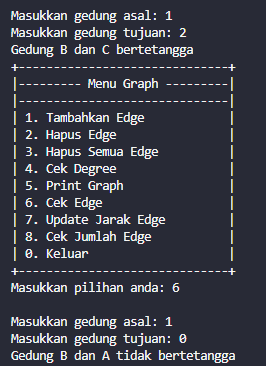 Masukkan gedung asal: 1
Masukkan gedung tujuan: 2
Gedung B dan C bertetangga
+-----------------------------+
|--------- Menu Graph ---------|
|-----------------------------|
| 1. Tambahkan Edge |
| 2. Hapus Edge |
| 3. Hapus Semua Edge |
| 4. Cek Degree |
| 5. Print Graph |
| 6. Cek Edge |
| 7. Update Jarak Edge |
| 8. Cek Jumlah Edge |
| 0. Keluar |
+-----------------------------+
Masukkan pilihan anda: 6
Masukkan gedung asal: 1
Masukkan gedung tujuan: 0
Gedung B dan A tidak bertetangga